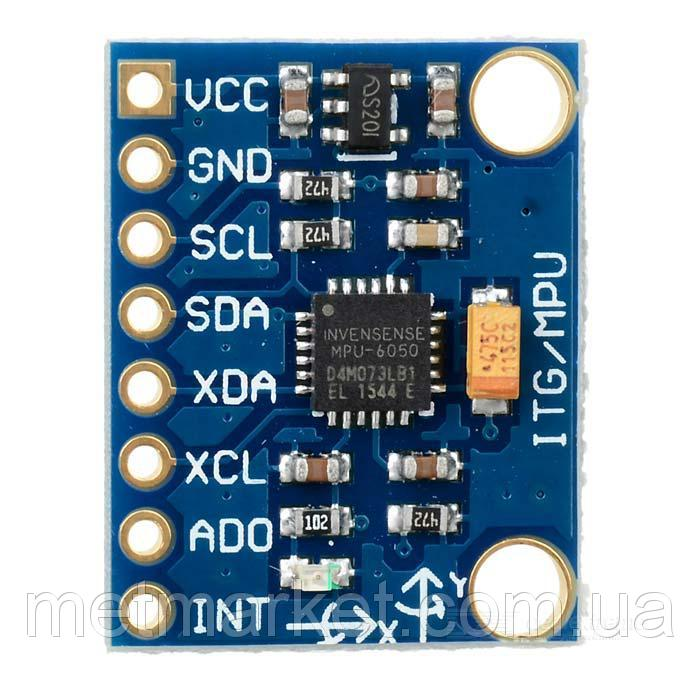 VCC
GND
SCL
SDA
XDA
XCL
ADO
INT
S20I
472
472
INVENSENSE
MPU-6050
D4M073LB1
EL 1544 E
475C
115C2
ITG/MPU
102
472
X
Y
metmarket.com.ua